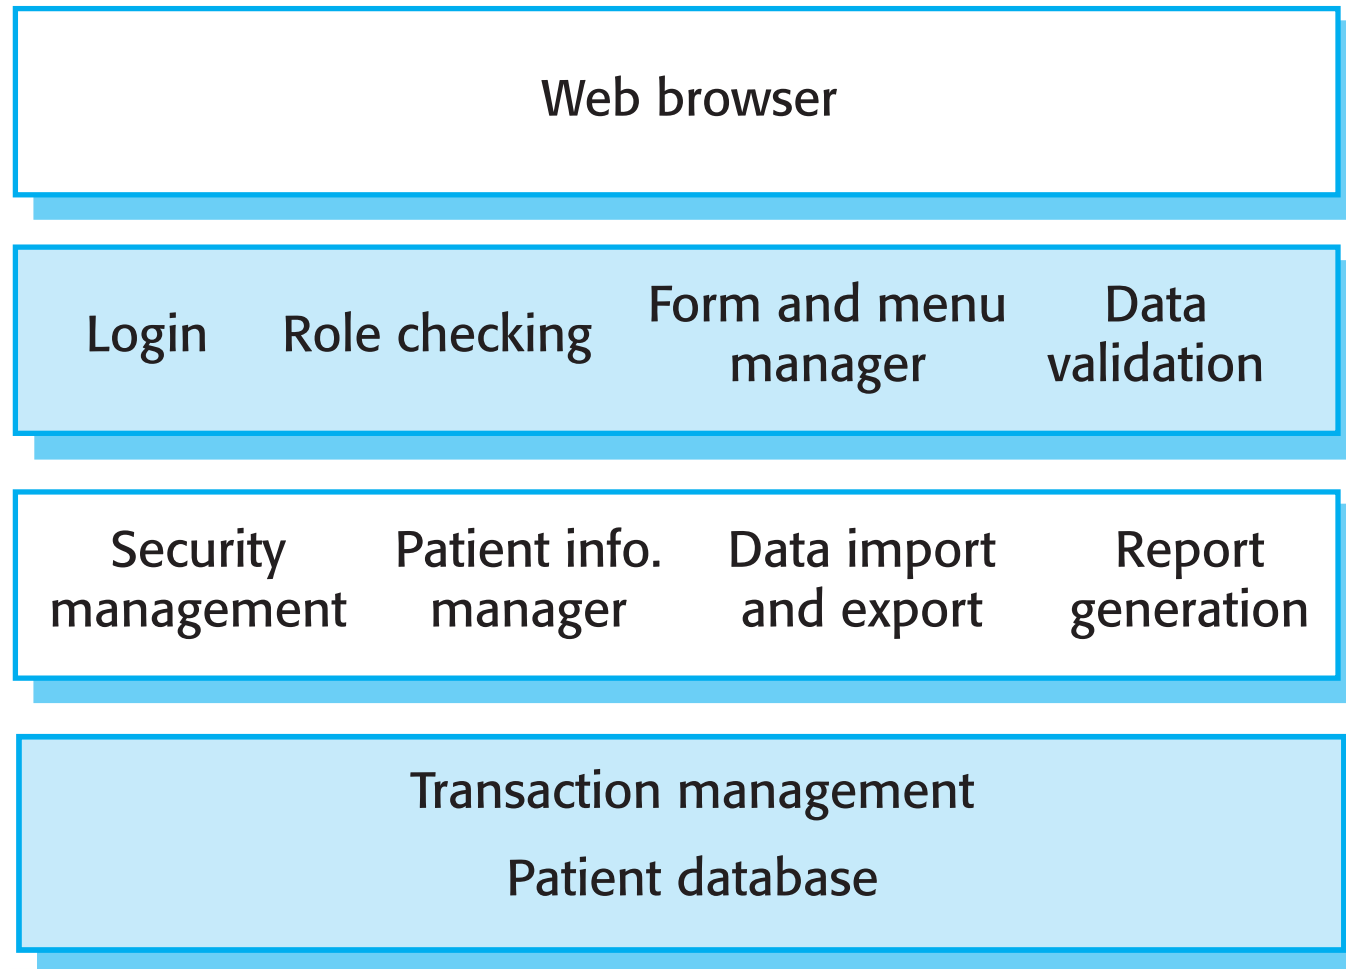 Web browser
Login
Role checking
Form and menu
manager
Data
validation
Security
management
Patient info.
manager
Data import
and export
Report
generation
Transaction management
Patient database